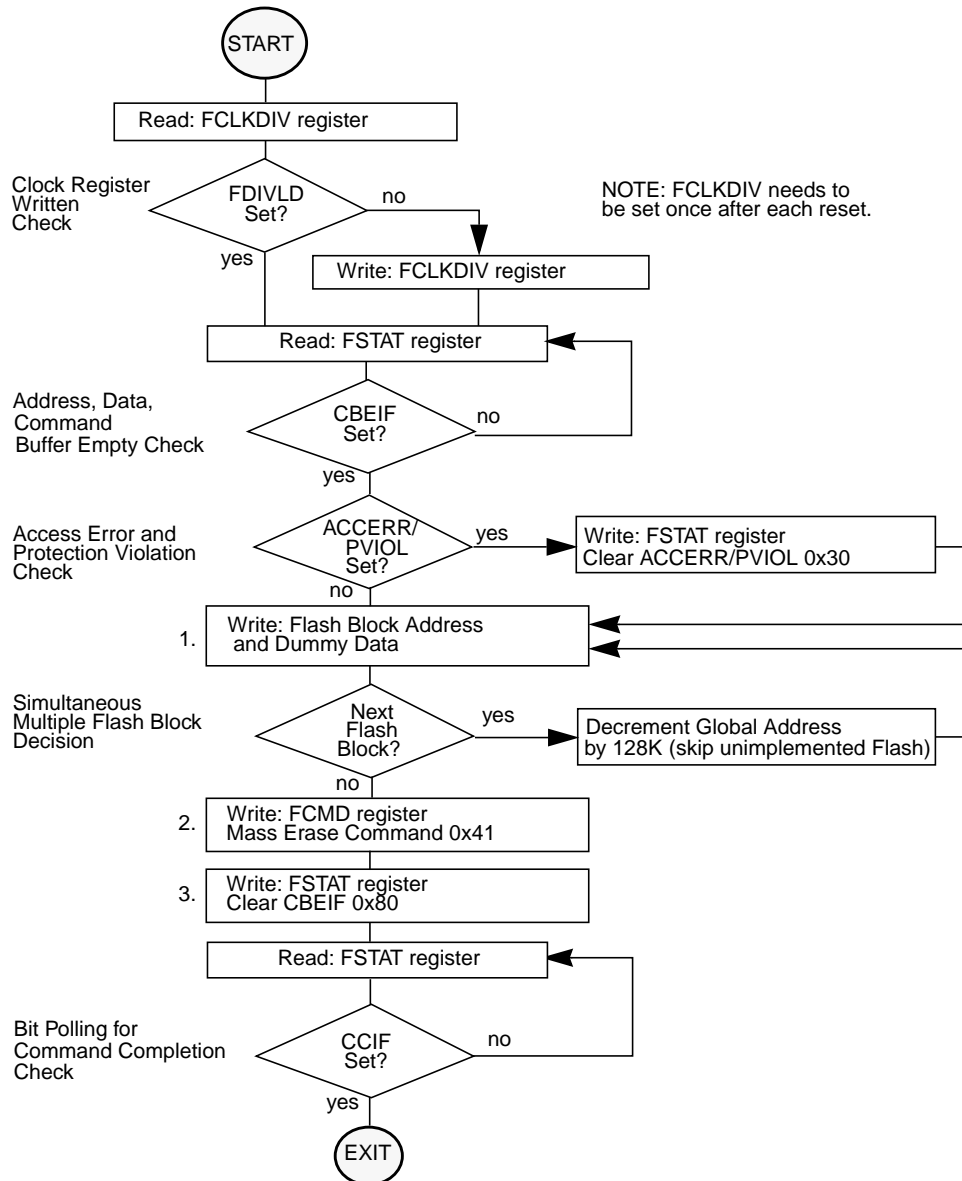 START
Read: FCLKDIV register
Clock Register
Written
Check
FDIVLD
Set?
no
yes
NOTE: FCLKDIV needs to
be set once after each reset.
Write: FCLKDIV register
Read: FSTAT register
Address, Data,
Command
Buffer Empty Check
CBEIF
Set?
no
yes
Access Error and
Protection Violation
Check
ACCERR/
PVIOL
Set?
yes
no
Write: FSTAT register
Clear ACCERR/PVIOL 0x30
1.
Write: Flash Block Address
and Dummy Data
Simultaneous
Multiple Flash Block
Decision
Next
Flash
Block?
yes
no
Decrement Global Address
by 128K (skip unimplemented Flash)
2.
Write: FCMD register
Mass Erase Command 0x41
3.
Write: FSTAT register
Clear CBEIF 0x80
Read: FSTAT register
Bit Polling for
Command Completion
Check
CCIF
Set?
no
yes
EXIT